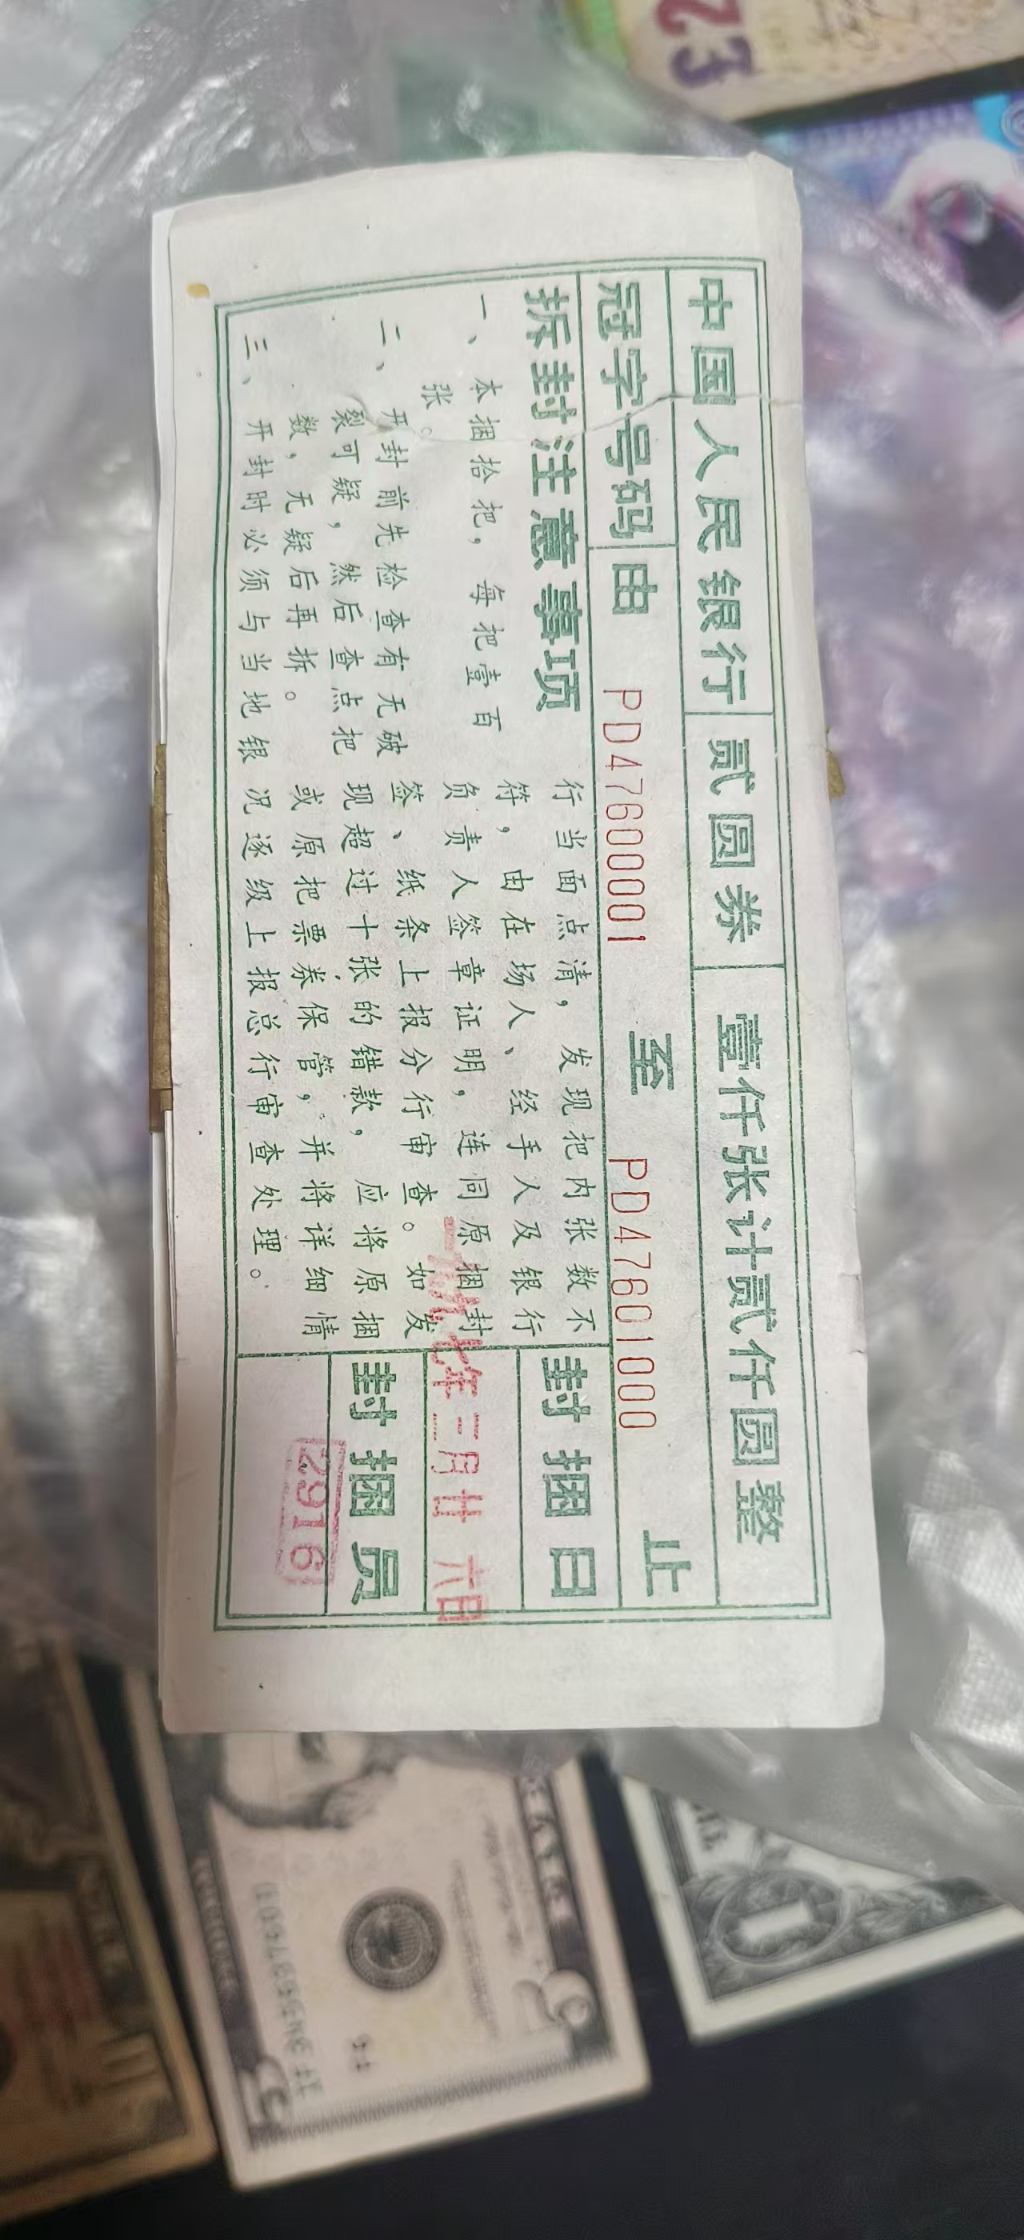 中国人民银行 贰圆券 壹仟张计贰仟圆整
冠字号码 由 PD4760001 至 PD4761000 止
拆封注意事项
一、本捆拾把，每把壹百
张。
二、开封前先检查有无破
裂可疑，然后查点把
数，无疑后再拆。
三、开封时必须与当地银
行当面点清，发现把内张数不
符，由在场人、经手人及银行
负责人签章证明，连同原捆封
签、纸条上报分行审查。如发
现超过十张的错款，应将原捆
或原把票券保管，并将详细情
况逐级上报总行审查处理。
封捆日
年三月廿六日
封捆员
2916
23